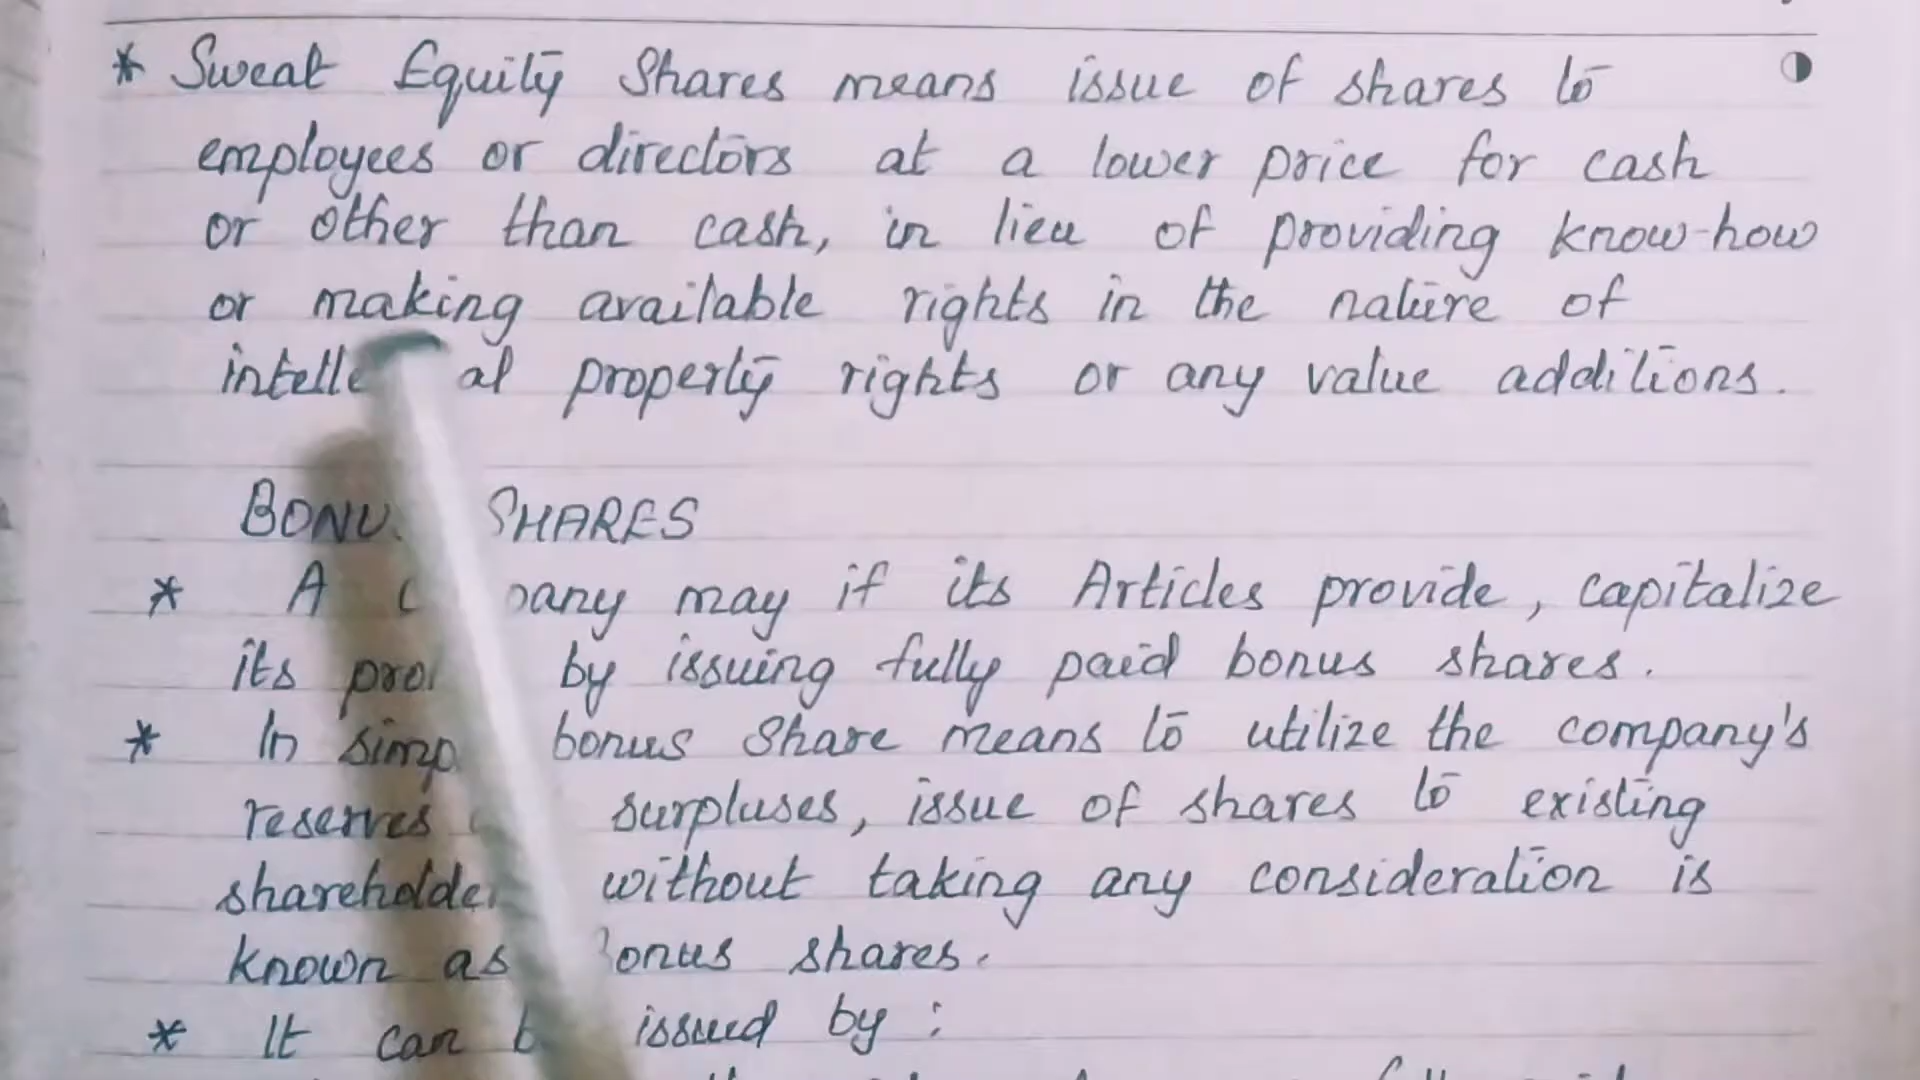 * Sweat Equity Shares means issue of shares to
employees or directors at a lower price for cash
or other than cash, in lieu of providing know-how
or making available rights in the nature of
property rights or any value additions.
SHARES
* A may if its Articles provide, capitalize
its by issuing fully paid bonus shares.
* In bonus Share means to utilize the company's
reserves surpluses, issue of shares to existing
without taking any consideration is
known as shares.
* It can issued by :